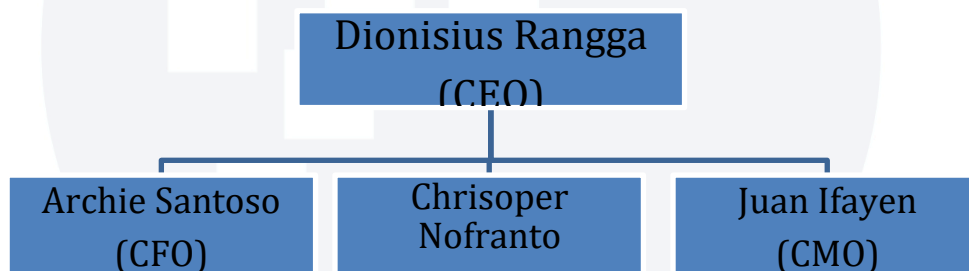 Dionisius Rangga
(CEO)
Archie Santoso
(CFO)
Chrisoper
Nofranto
Juan Ifayen
(CMO)